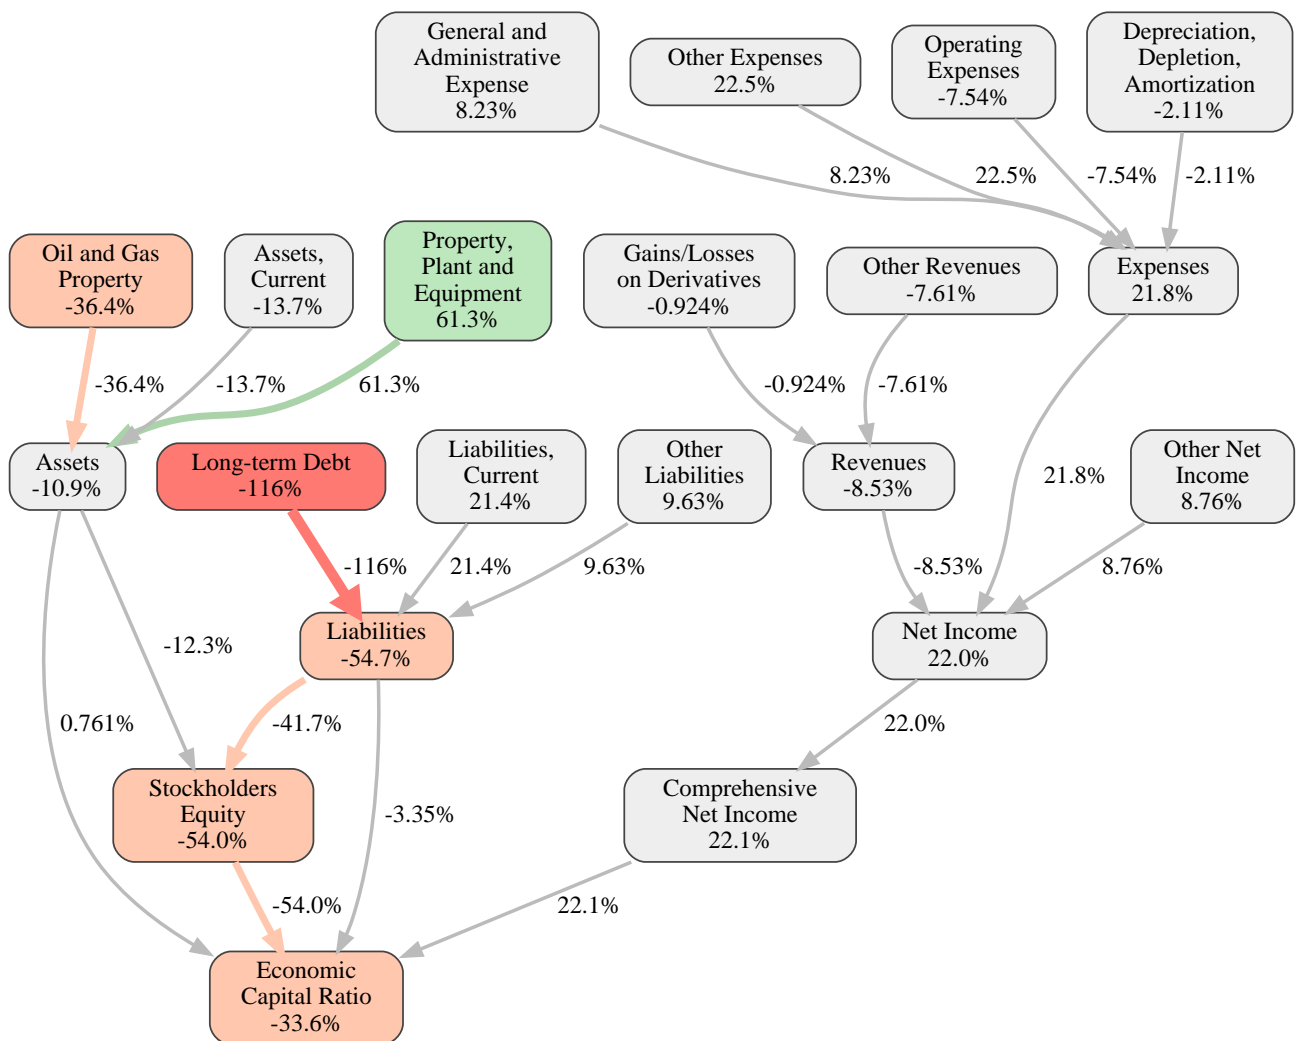 General and
Administrative
Expense
8.23%
Other Expenses
22.5%
Operating
Expenses
-7.54%
Depreciation,
Depletion,
Amortization
-2.11%
8.23%
22.5%
-7.54%
-2.11%
Oil and Gas
Property
-36.4%
Assets,
Current
-13.7%
Property,
Plant and
Equipment
61.3%
Gains/Losses
on Derivatives
-0.924%
Other Revenues
-7.61%
Expenses
21.8%
-36.4%
-13.7%
61.3%
-0.924%
-7.61%
Assets
-10.9%
Long-term Debt
-116%
Liabilities,
Current
21.4%
Other
Liabilities
9.63%
Revenues
-8.53%
21.8%
Other Net
Income
8.76%
-116%
21.4%
9.63%
-8.53%
8.76%
Liabilities
-54.7%
Net Income
22.0%
-12.3%
0.761%
-41.7%
22.0%
Stockholders
Equity
-54.0%
-3.35%
Comprehensive
Net Income
22.1%
-54.0%
22.1%
Economic
Capital Ratio
-33.6%